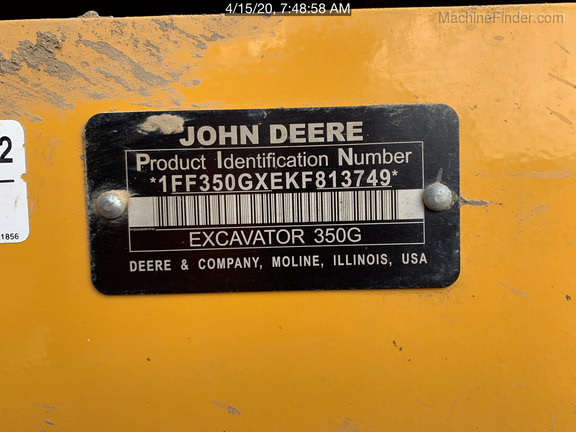 4/15/20, 7:48:58 AM
MachineFinder.com
JOHN DEERE
Product Identification Number
*1FF350GXEKF813749*
EXCAVATOR 350G
DEERE & COMPANY, MOLINE, ILLINOIS, USA
2
1856